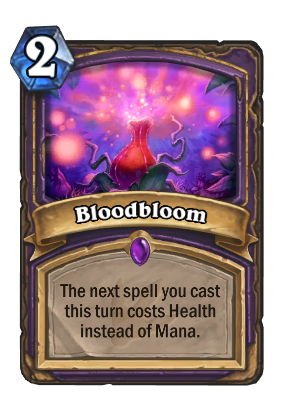 2
Bloodbloom
The next spell you cast
this turn costs Health
instead of Mana.